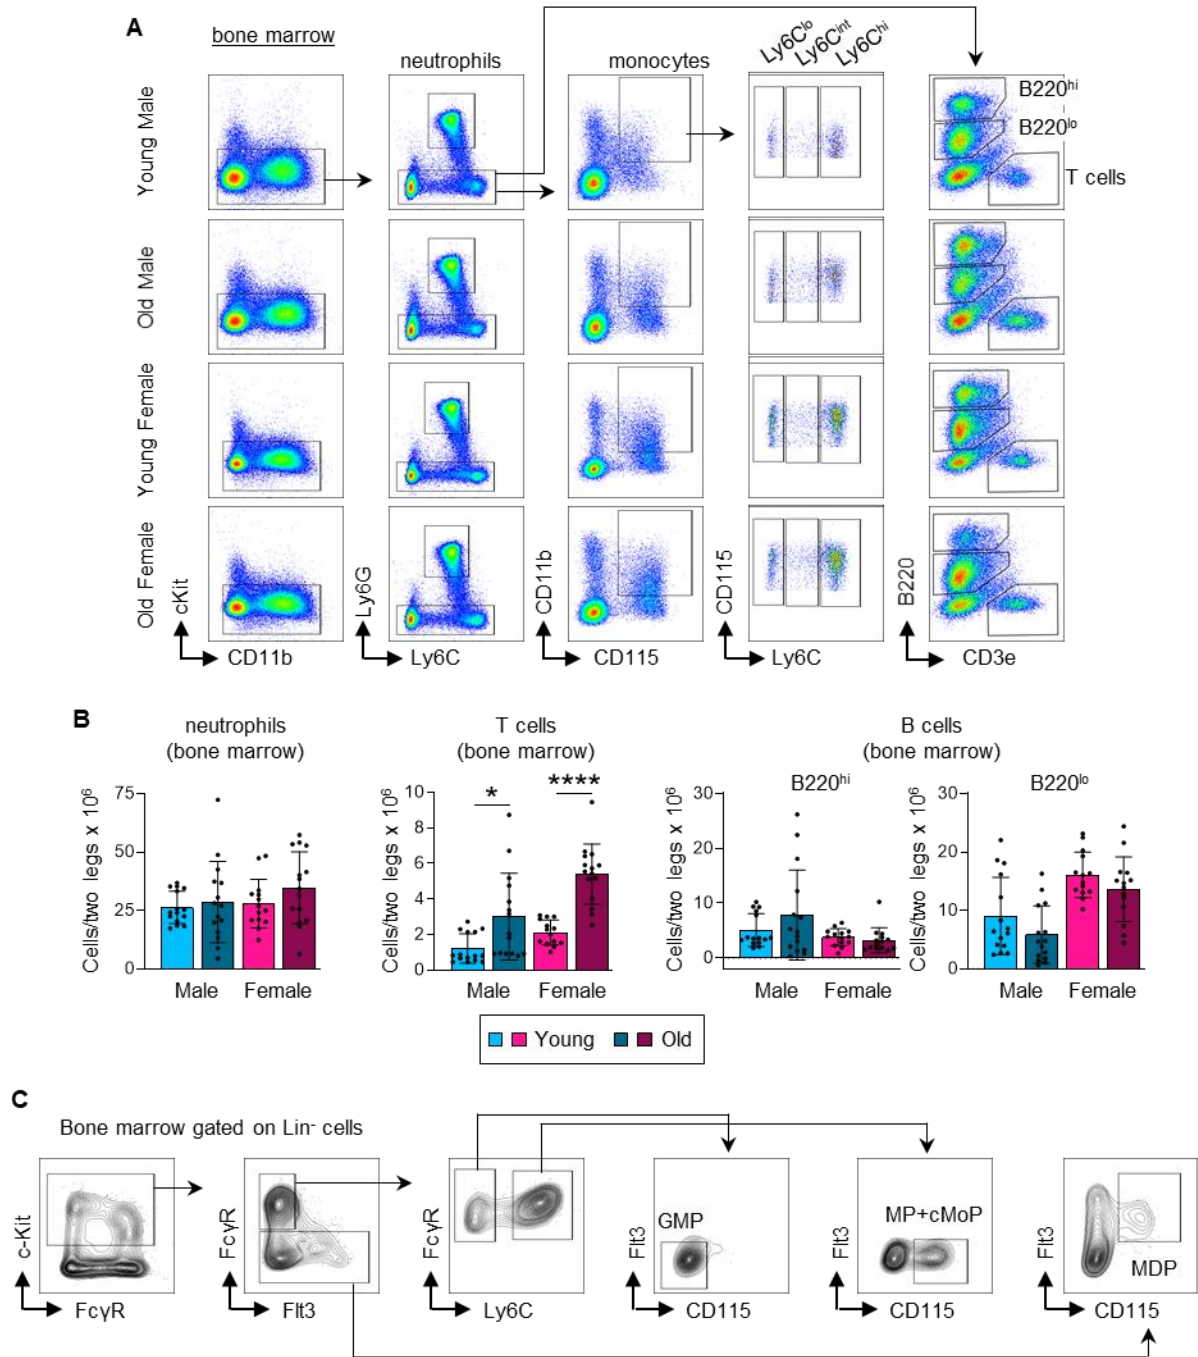 A
bone marrow
neutrophils
monocytes
Ly6Clo
Ly6Cint
Ly6Chi
Young Male
B220hi
B220lo
T cells
Old Male
Young Female
Old Female
cKit
CD11b
Ly6G
Ly6C
CD11b
CD115
CD115
Ly6C
B220
CD3e
B
neutrophils
(bone marrow)
T cells
(bone marrow)
B cells
(bone marrow)
Cells/two legs x 10⁶
75
50
25
0
Male Female
Cells/two legs x 10⁶
10
8
6
4
2
0
*
****
Male Female
B220hi
Cells/two legs x 10⁶
30
20
10
0
Male Female
B220lo
Cells/two legs x 10⁶
30
20
10
0
Male Female
Young Old
C
Bone marrow gated on Lin⁻ cells
c-Kit
FcγR
FcγR
Flt3
FcγR
Ly6C
GMP
Flt3
CD115
MP+cMoP
Flt3
CD115
MDP
Flt3
CD115